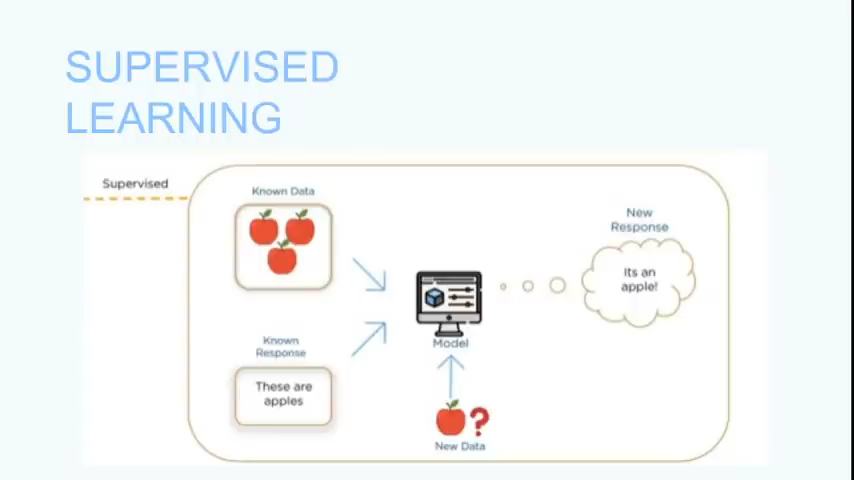 SUPERVISED
LEARNING
Supervised
Known Data
Known
Response
These are
apples
Model
?
New Data
New
Response
Its an
apple!